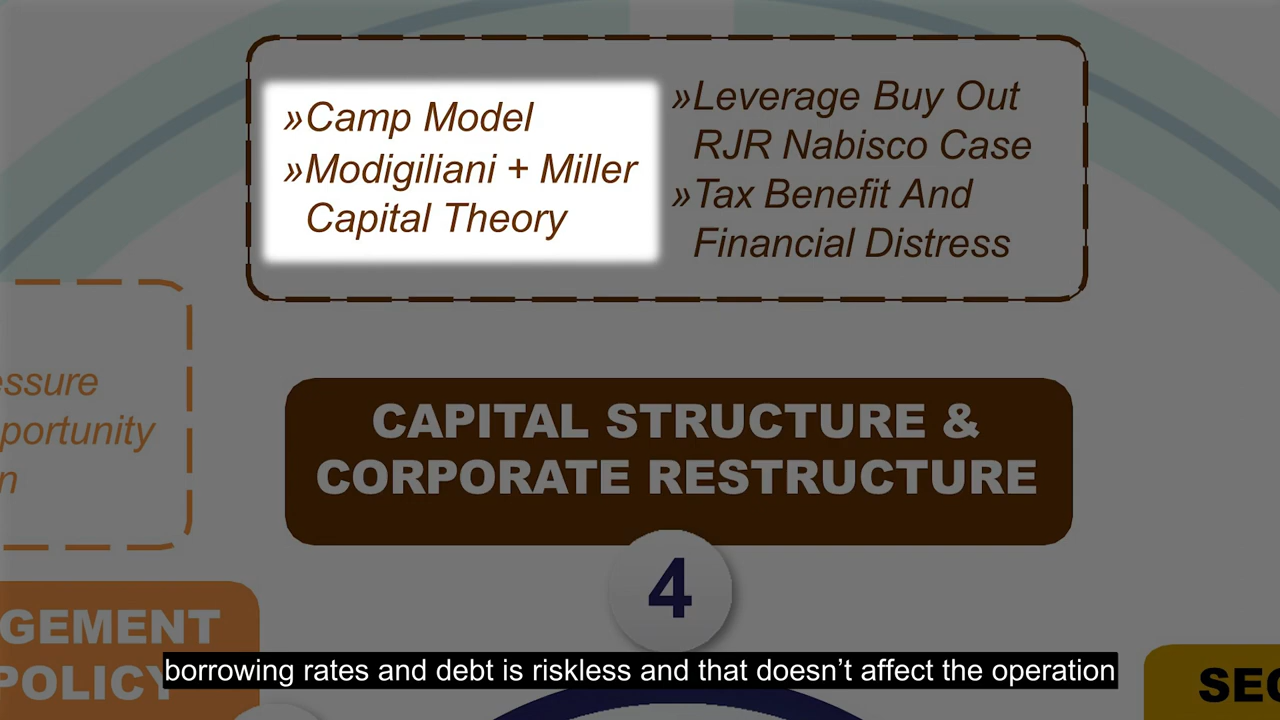 »Camp Model
»Modigiliani + Miller
Capital Theory
»Leverage Buy Out
RJR Nabisco Case
»Tax Benefit And
Financial Distress
essure
portunity
n
CAPITAL STRUCTURE &
CORPORATE RESTRUCTURE
4
GEMENT
POLICY
SEC
borrowing rates and debt is riskless and that doesn’t affect the operation